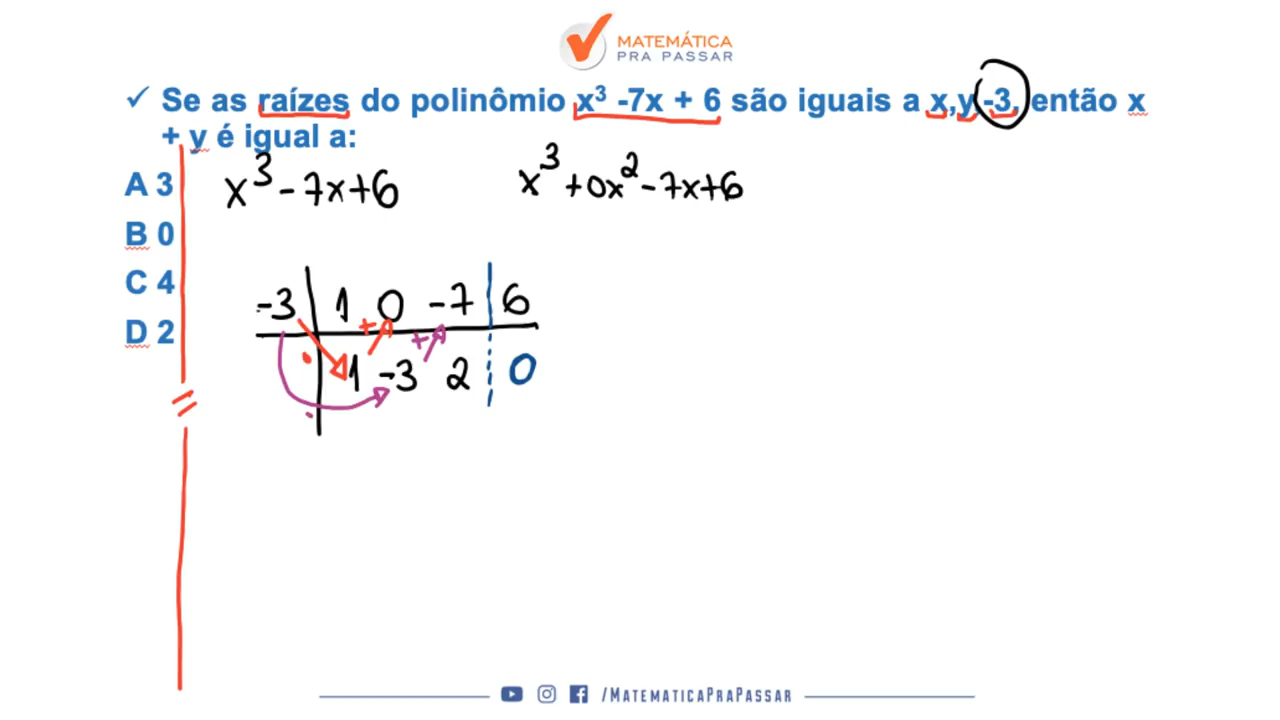 MATEMÁTICA
PRA PASSAR
✓ Se as raízes do polinômio x³ -7x + 6 são iguais a x,y -3, então x
+ y é igual a:
A 3
x³ - 7x + 6
x³ + 0x² - 7x + 6
B 0
C 4
-3 | 1 0 -7 | 6
D 2
1 -3 2 | 0
/MATEMATICAPRAPASSAR